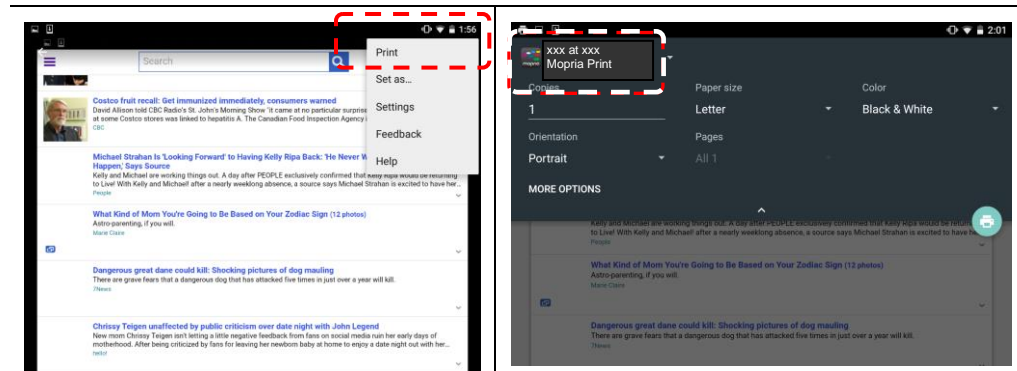 1:56
Search
Print
Set as...
Settings
Feedback
Help
Costco fruit recall: Get immunized immediately, consumers warned
David Allison told CBC Radio's St. John's Morning Show "it came at no particular surprise
at some Costco stores was linked to hepatitis A. The Canadian Food Inspection Agency
CBC
Michael Strahan Is 'Looking Forward' to Having Kelly Ripa Back: 'He Never W
Happen,' Says Source
Kelly and Michael are working things out. A day after PEOPLE exclusively confirmed that Kelly Ripa would be returning
to Live! With Kelly and Michael! after a nearly weeklong absence, a source says Michael Strahan is excited to have her...
People
What Kind of Mom You're Going to Be Based on Your Zodiac Sign (12 photos)
Astro-parenting, if you will.
Marie Claire
Dangerous great dane could kill: Shocking pictures of dog mauling
There are grave fears that a dangerous dog that has attacked five times in just over a year will kill.
7News
Chrissy Teigen unaffected by public criticism over date night with John Legend
New mom Chrissy Teigen isn't letting a little negative feedback from fans on social media ruin her early days of
motherhood. After being criticized by fans for leaving her newborn baby at home to enjoy a date night out with her...
hello!
2:01
xxx at xxx
Mopria Print
mopria
Copies
Paper size
Color
1
Letter
Black & White
Orientation
Pages
Portrait
All 1
MORE OPTIONS
Kelly and Michael are working things out. A day after PEOPLE exclusively confirmed that Kelly Ripa would be
to Live! With Kelly and Michael! after a nearly weeklong absence, a source says Michael Strahan is excited to have
People
What Kind of Mom You're Going to Be Based on Your Zodiac Sign (12 photos)
Astro-parenting, if you will.
Marie Claire
Dangerous great dane could kill: Shocking pictures of dog mauling
There are grave fears that a dangerous dog that has attacked five times in just over a year will kill.
7News